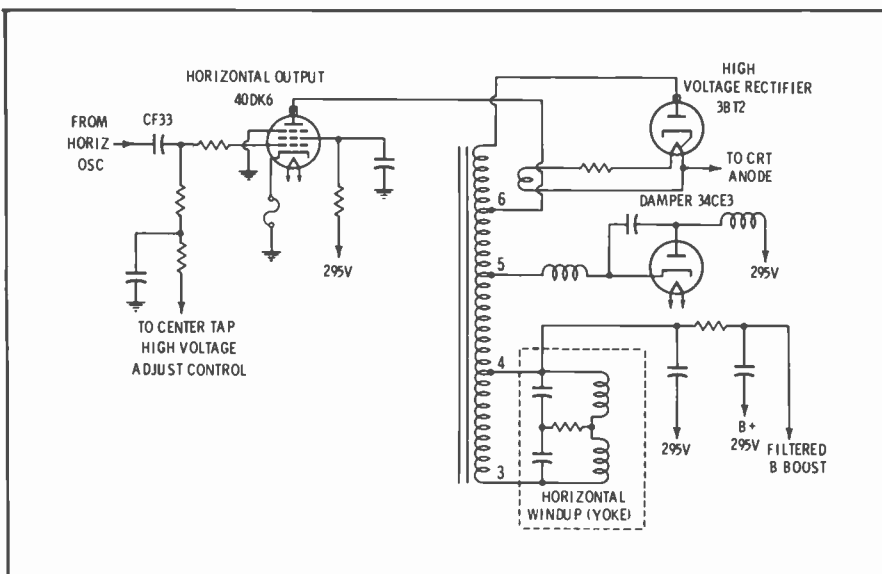 HORIZONTAL OUTPUT
40DK6
FROM
HORIZ
OSC
CF33
295V
TO CENTER TAP
HIGH VOLTAGE
ADJUST CONTROL
HIGH
VOLTAGE
RECTIFIER
3BT2
TO CRT
ANODE
6
DAMPER 34CE3
5
295V
4
3
HORIZONTAL
WINDUP (YOKE)
295V
B+
295V
FILTERED
B BOOST